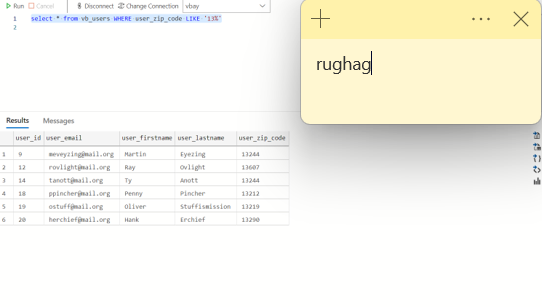 Run Cancel Disconnect Change Connection vbay
1 select * from vb_users WHERE user_zip_code LIKE '13%'
2
rughag
Results Messages
user_id user_email user_firstname user_lastname user_zip_code
1 9 meveyzing@mail.org Martin Eyezing 13244
2 12 rovlight@mail.org Ray Ovlight 13607
3 14 tanott@mail.org Ty Anott 13244
4 18 ppincher@mail.org Penny Pincher 13212
5 19 ostuff@mail.org Oliver Stuffismission 13219
6 20 herchief@mail.org Hank Erchief 13290